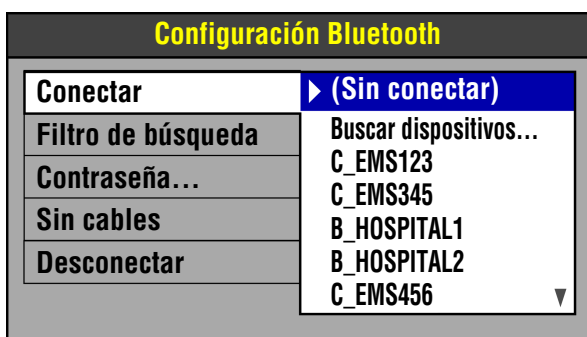 Configuración Bluetooth
Conectar
Filtro de búsqueda
Contraseña...
Sin cables
Desconectar
(Sin conectar)
Buscar dispositivos...
C_EMS123
C_EMS345
B_HOSPITAL1
B_HOSPITAL2
C_EMS456